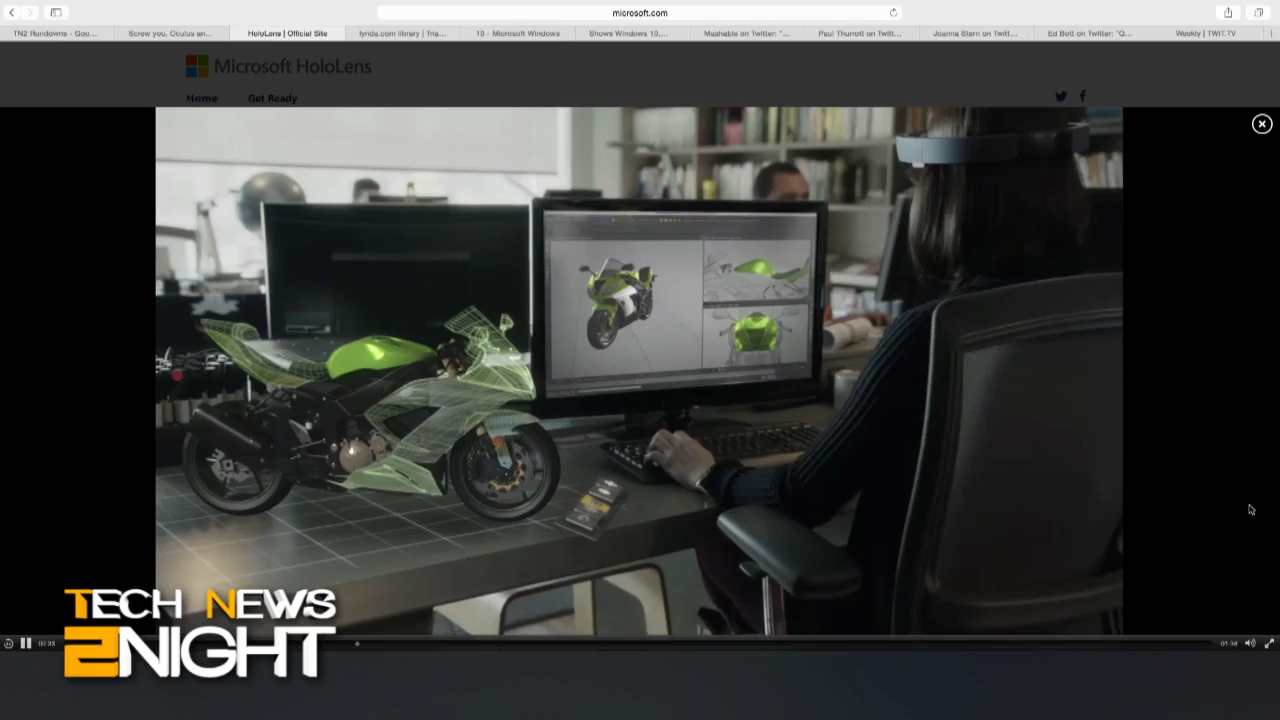 microsoft.com
TN2 Rundowns - Goo...
Screw you, Oculus an...
HoloLens | Official Site
lynda.com library | Trai...
10 - Microsoft Windows
Shows Windows 10,...
Mashable on Twitter: "...
Paul Thurrott on Twitt...
Joanna Stern on Twitt...
Ed Bott on Twitter: "Q...
Weekly | TWiT.TV
Microsoft HoloLens
Home
Get Ready
00:33
01:38
TECH NEWS
2NIGHT